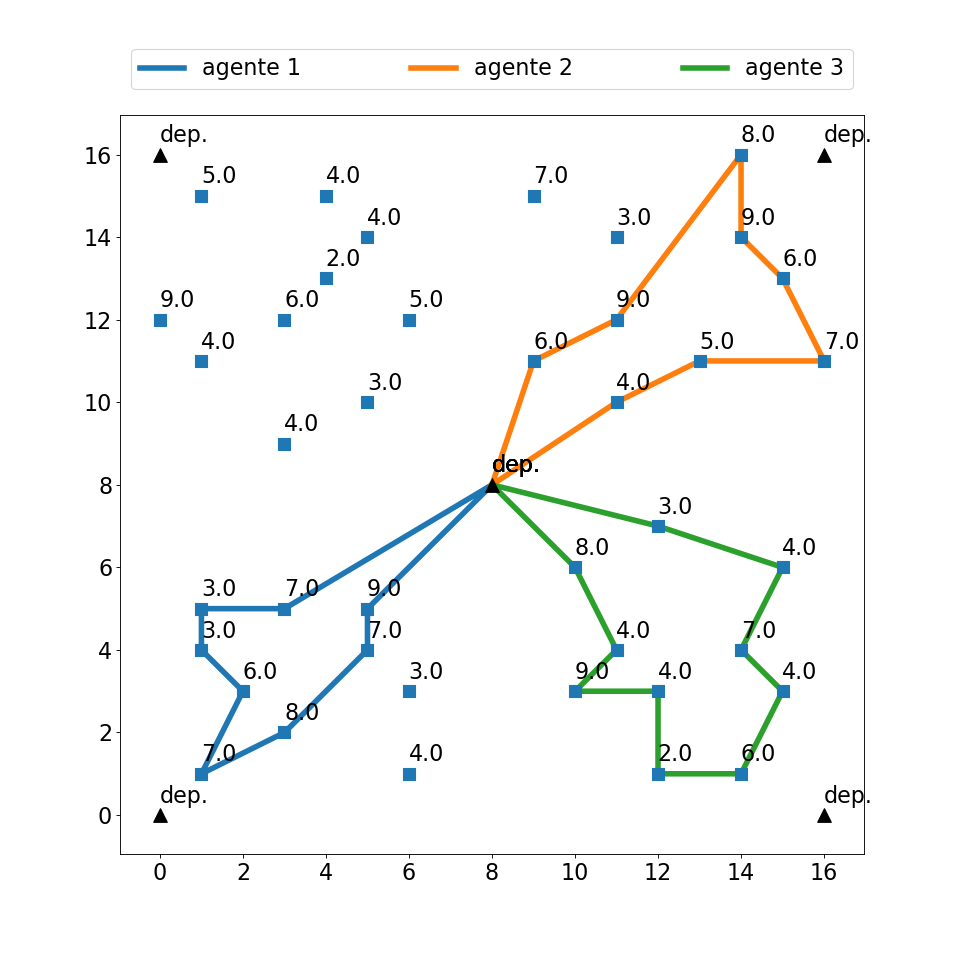 agente 1 agente 2 agente 3
dep. 8.0 dep.
16
5.0 4.0 7.0
4.0 3.0 9.0
14
2.0 6.0
9.0 6.0 5.0 9.0
12
4.0 6.0 5.0 7.0
3.0 4.0
10
4.0
dep.
8
3.0
8.0 4.0
6
3.0 7.0 9.0
3.0 7.0 4.0 7.0
4
6.0 3.0 9.0 4.0 4.0
8.0
2
7.0 4.0 2.0 6.0
dep. dep.
0
0 2 4 6 8 10 12 14 16